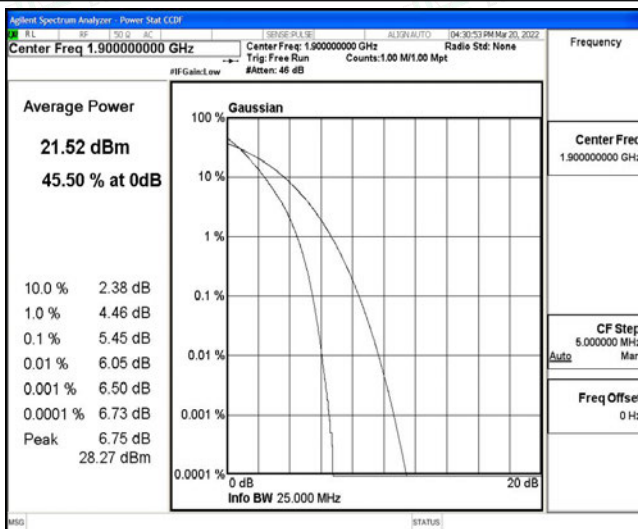 Agilent Spectrum Analyzer - Power Stat CCDF
RL RF 50 Ω AC SENSE:PULSE ALIGN AUTO 04:30:53 PM Mar 20, 2022
Center Freq 1.900000000 GHz
Center Freq: 1.900000000 GHz Radio Std: None
Trig: Free Run Counts:1.00 M/1.00 Mpt
#IFGain:Low #Atten: 46 dB
Frequency
Average Power
21.52 dBm
45.50 % at 0dB
10.0 % 2.38 dB
1.0 % 4.46 dB
0.1 % 5.45 dB
0.01 % 6.05 dB
0.001 % 6.50 dB
0.0001 % 6.73 dB
Peak 6.75 dB
28.27 dBm
Gaussian
100 %
10 %
1 %
0.1 %
0.01 %
0.001 %
0.0001 %
0 dB 20 dB
Info BW 25.000 MHz
Center Freq
1.900000000 GHz
CF Step
5.000000 MHz
Auto Man
Freq Offset
0 Hz
MSG STATUS